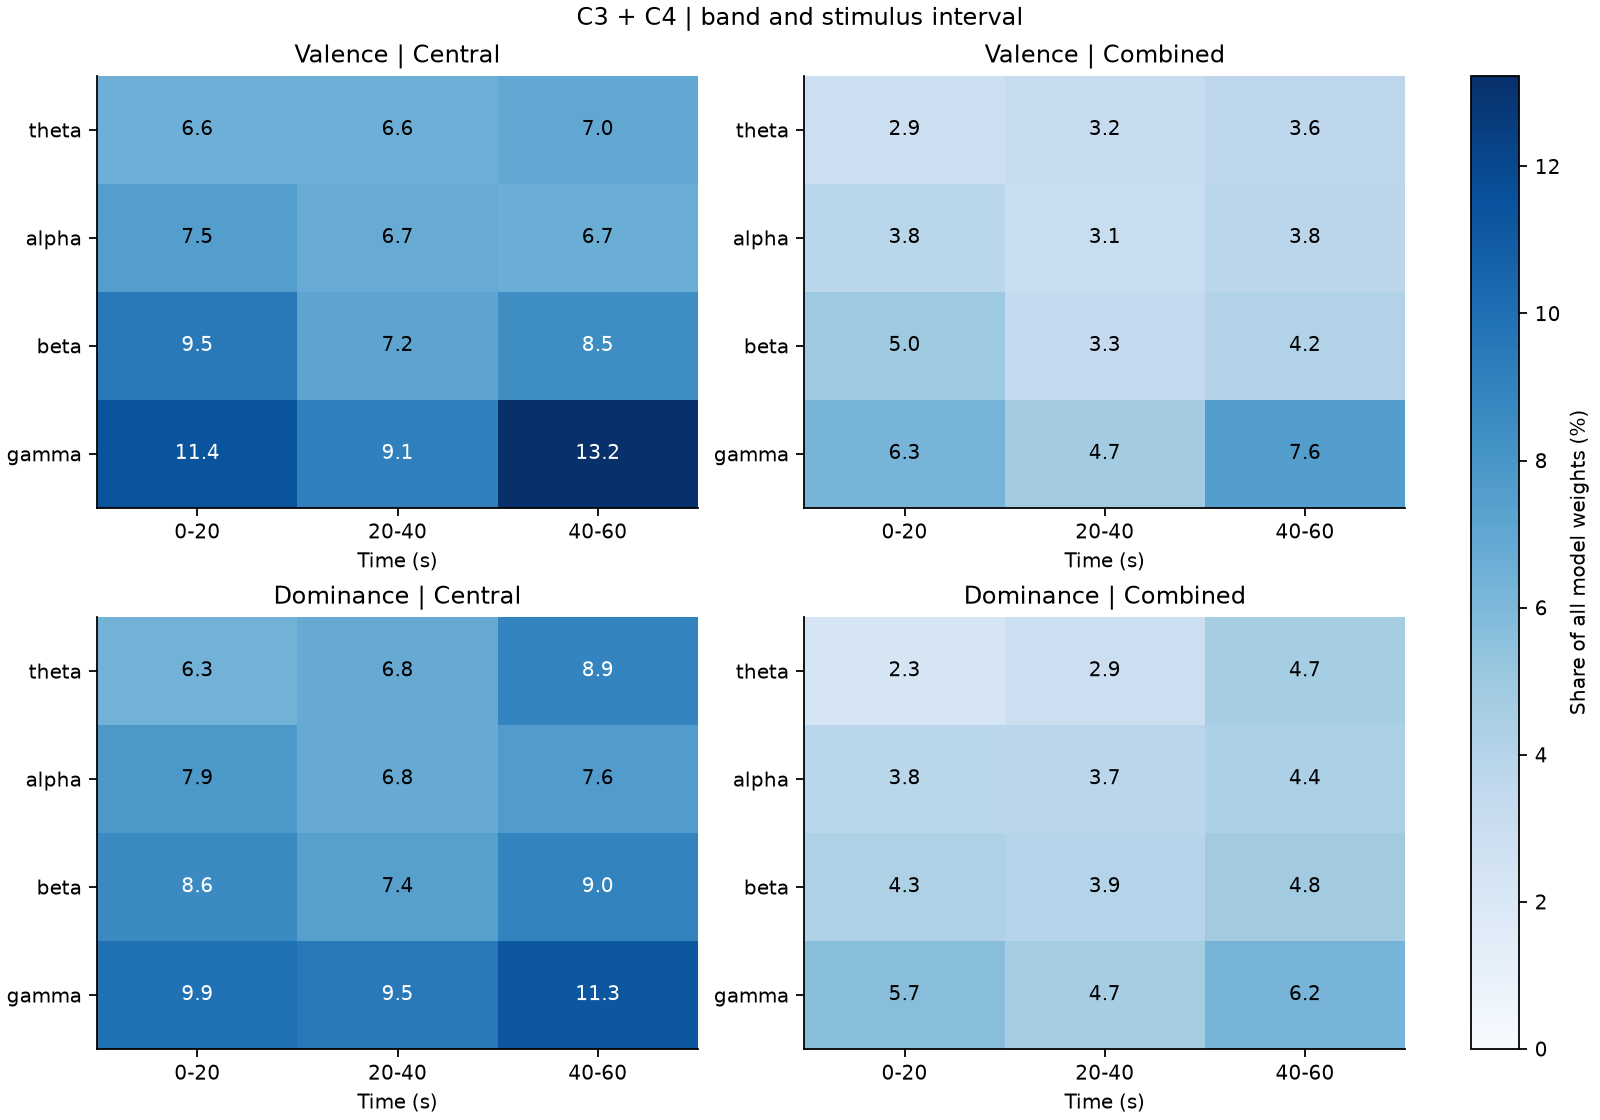 C3 + C4 | band and stimulus interval
Valence | Central
theta 6.6 6.6 7.0
alpha 7.5 6.7 6.7
beta 9.5 7.2 8.5
gamma 11.4 9.1 13.2
0-20 20-40 40-60
Time (s)
Valence | Combined
theta 2.9 3.2 3.6
alpha 3.8 3.1 3.8
beta 5.0 3.3 4.2
gamma 6.3 4.7 7.6
0-20 20-40 40-60
Time (s)
Dominance | Central
theta 6.3 6.8 8.9
alpha 7.9 6.8 7.6
beta 8.6 7.4 9.0
gamma 9.9 9.5 11.3
0-20 20-40 40-60
Time (s)
Dominance | Combined
theta 2.3 2.9 4.7
alpha 3.8 3.7 4.4
beta 4.3 3.9 4.8
gamma 5.7 4.7 6.2
0-20 20-40 40-60
Time (s)
12
10
8
6
4
2
0
Share of all model weights (%)